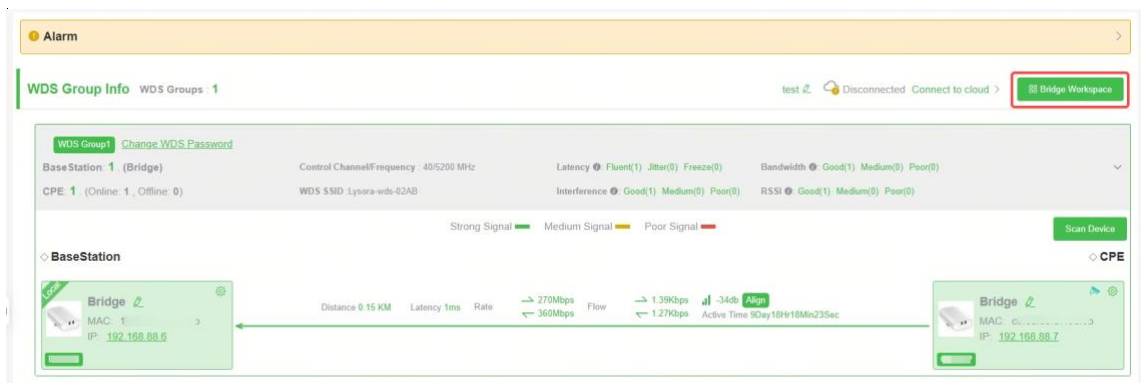 Alarm
WDS Group Info WDS Groups : 1 test Disconnected Connect to cloud > Bridge Workspace
WDS Group1 Change WDS Password
BaseStation: 1 (Bridge) Control Channel/Frequency : 40/5200 MHz Latency : Fluent(1) Jitter(0) Freeze(0) Bandwidth : Good(1) Medium(0) Poor(0)
CPE: 1 (Online: 1 , Offline: 0) WDS SSID :Lysora-wds-02AB Interference : Good(1) Medium(0) Poor(0) RSSI : Good(1) Medium(0) Poor(0)
Strong Signal Medium Signal Poor Signal Scan Device
BaseStation CPE
Local
Bridge
MAC: 1
IP: 192.168.88.6
Distance 0.15 KM Latency 1ms Rate 270Mbps 360Mbps Flow 1.39Kbps 1.27Kbps -34db Align
Active Time 9Day18Hr18Min23Sec
Bridge
MAC:
IP: 192.168.88.7